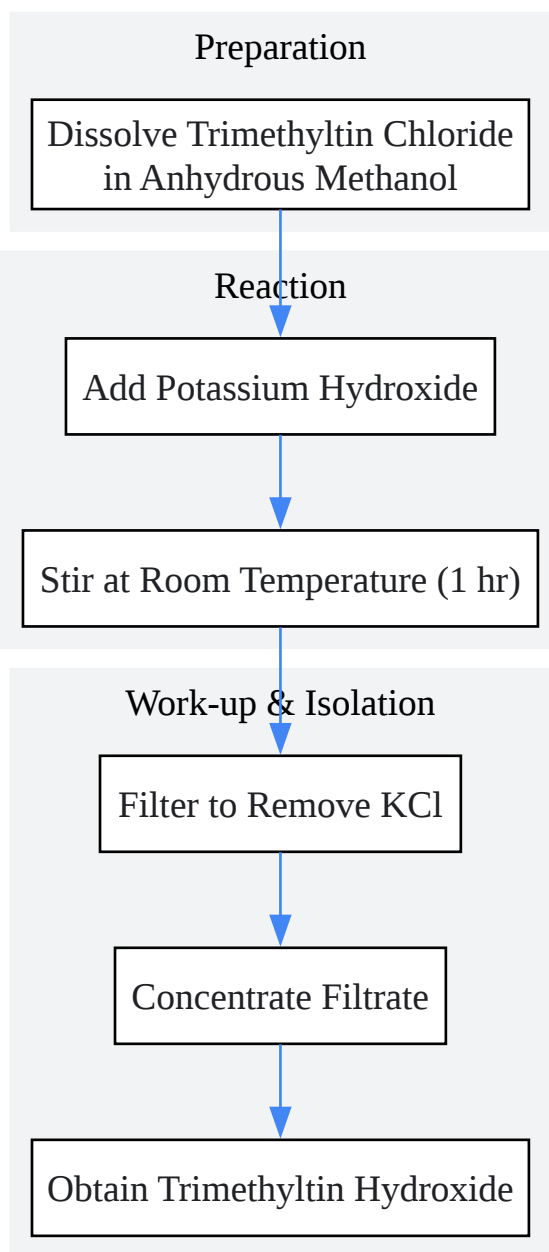 Preparation
Dissolve Trimethyltin Chloride
in Anhydrous Methanol
Reaction
Add Potassium Hydroxide
Stir at Room Temperature (1 hr)
Work-up & Isolation
Filter to Remove KCl
Concentrate Filtrate
Obtain Trimethyltin Hydroxide